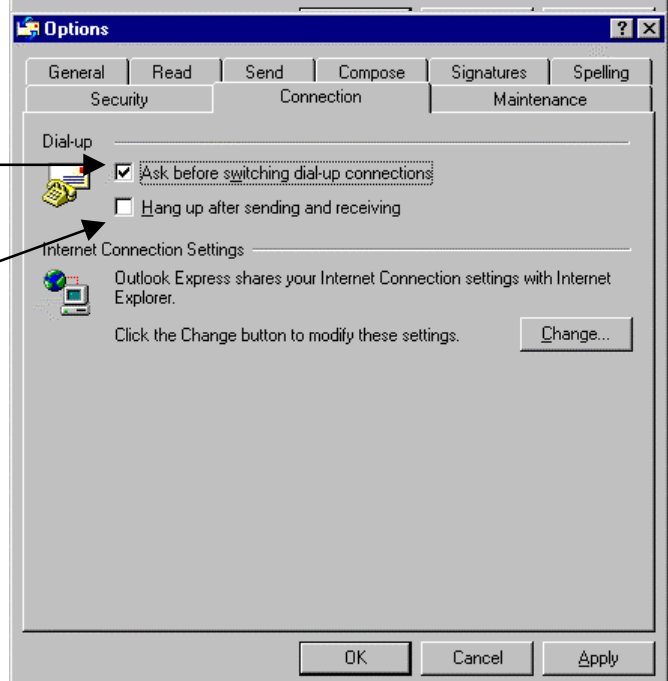 Options
General Read Send Compose Signatures Spelling
Security Connection Maintenance
Dial-up
Ask before switching dial-up connections
Hang up after sending and receiving
Internet Connection Settings
Outlook Express shares your Internet Connection settings with Internet
Explorer.
Click the Change button to modify these settings. Change...
OK Cancel Apply